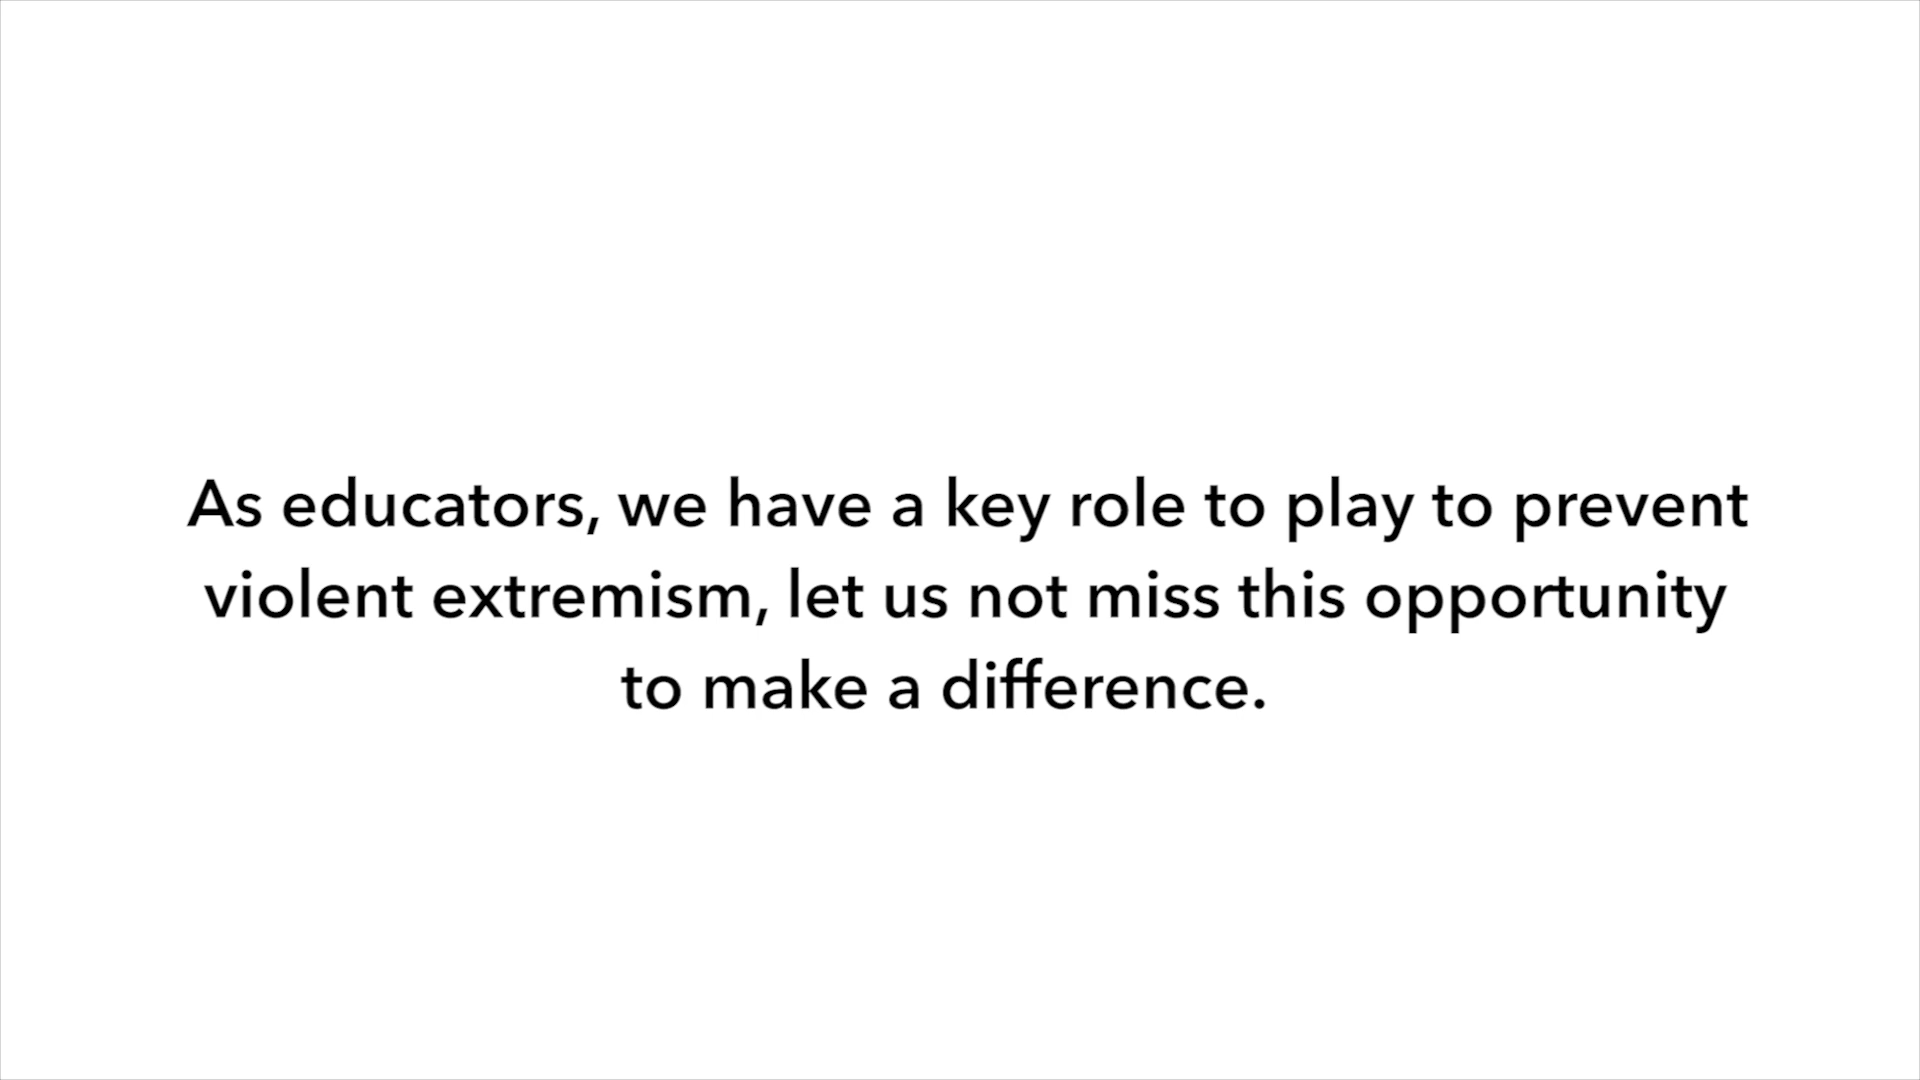 As educators, we have a key role to play to prevent
violent extremism, let us not miss this opportunity
to make a difference.